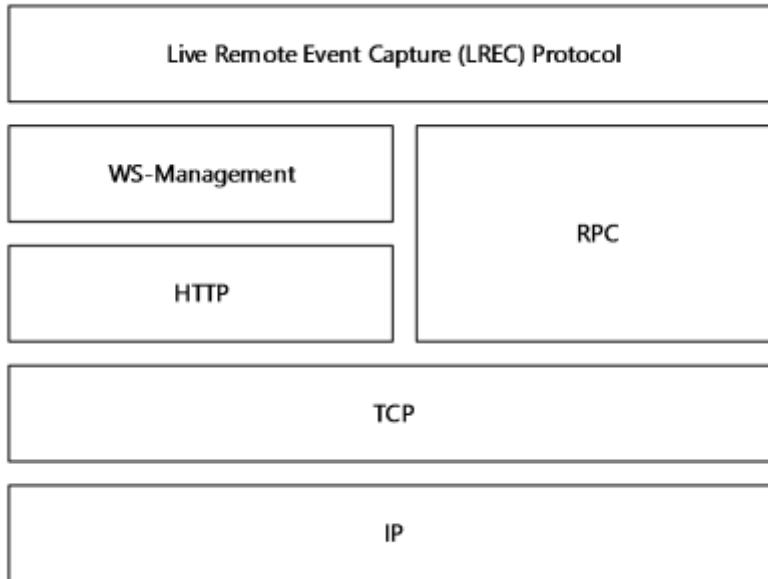 Live Remote Event Capture (LREC) Protocol
WS-Management
RPC
HTTP
TCP
IP